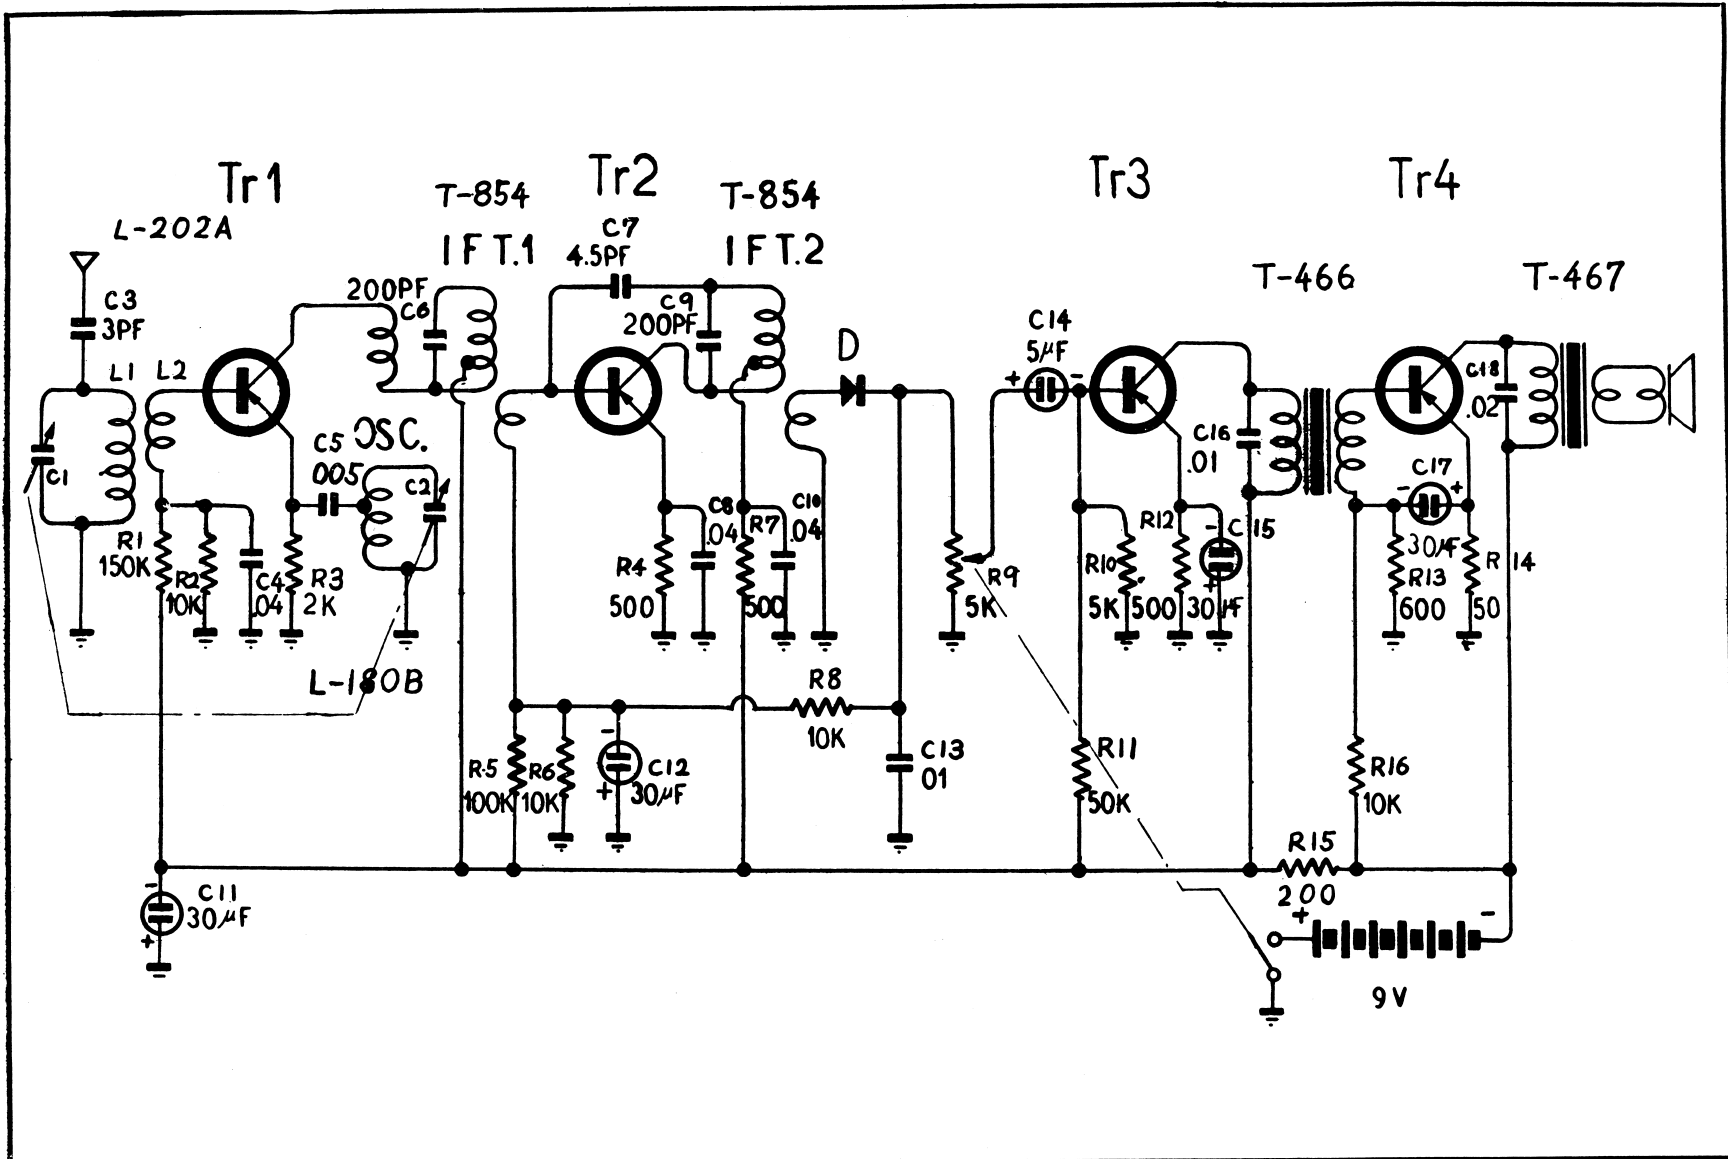 Tr1
T-854
Tr2
T-854
Tr3
Tr4
L-202A
IFT.1
C7
4.5PF
IFT.2
T-466
T-467
C3
3PF
200PF
C6
C9
200PF
C14
5μF
+
-
D
L1
L2
C18
.02
C1
C5
005
OSC.
C2
C16
.01
C17
-
+
30μF
R1
150K
R2
10K
C4
.04
R3
2K
R4
500
C8
.04
R7
500
C10
.04
R9
5K
R10
5K
R12
500
-
C15
+
30μF
R13
600
R14
50
L-180B
R8
10K
R5
100K
R6
10K
-
C12
+
30μF
C13
01
R11
50K
R16
10K
R15
200
-
C11
30μF
+
+
-
9V